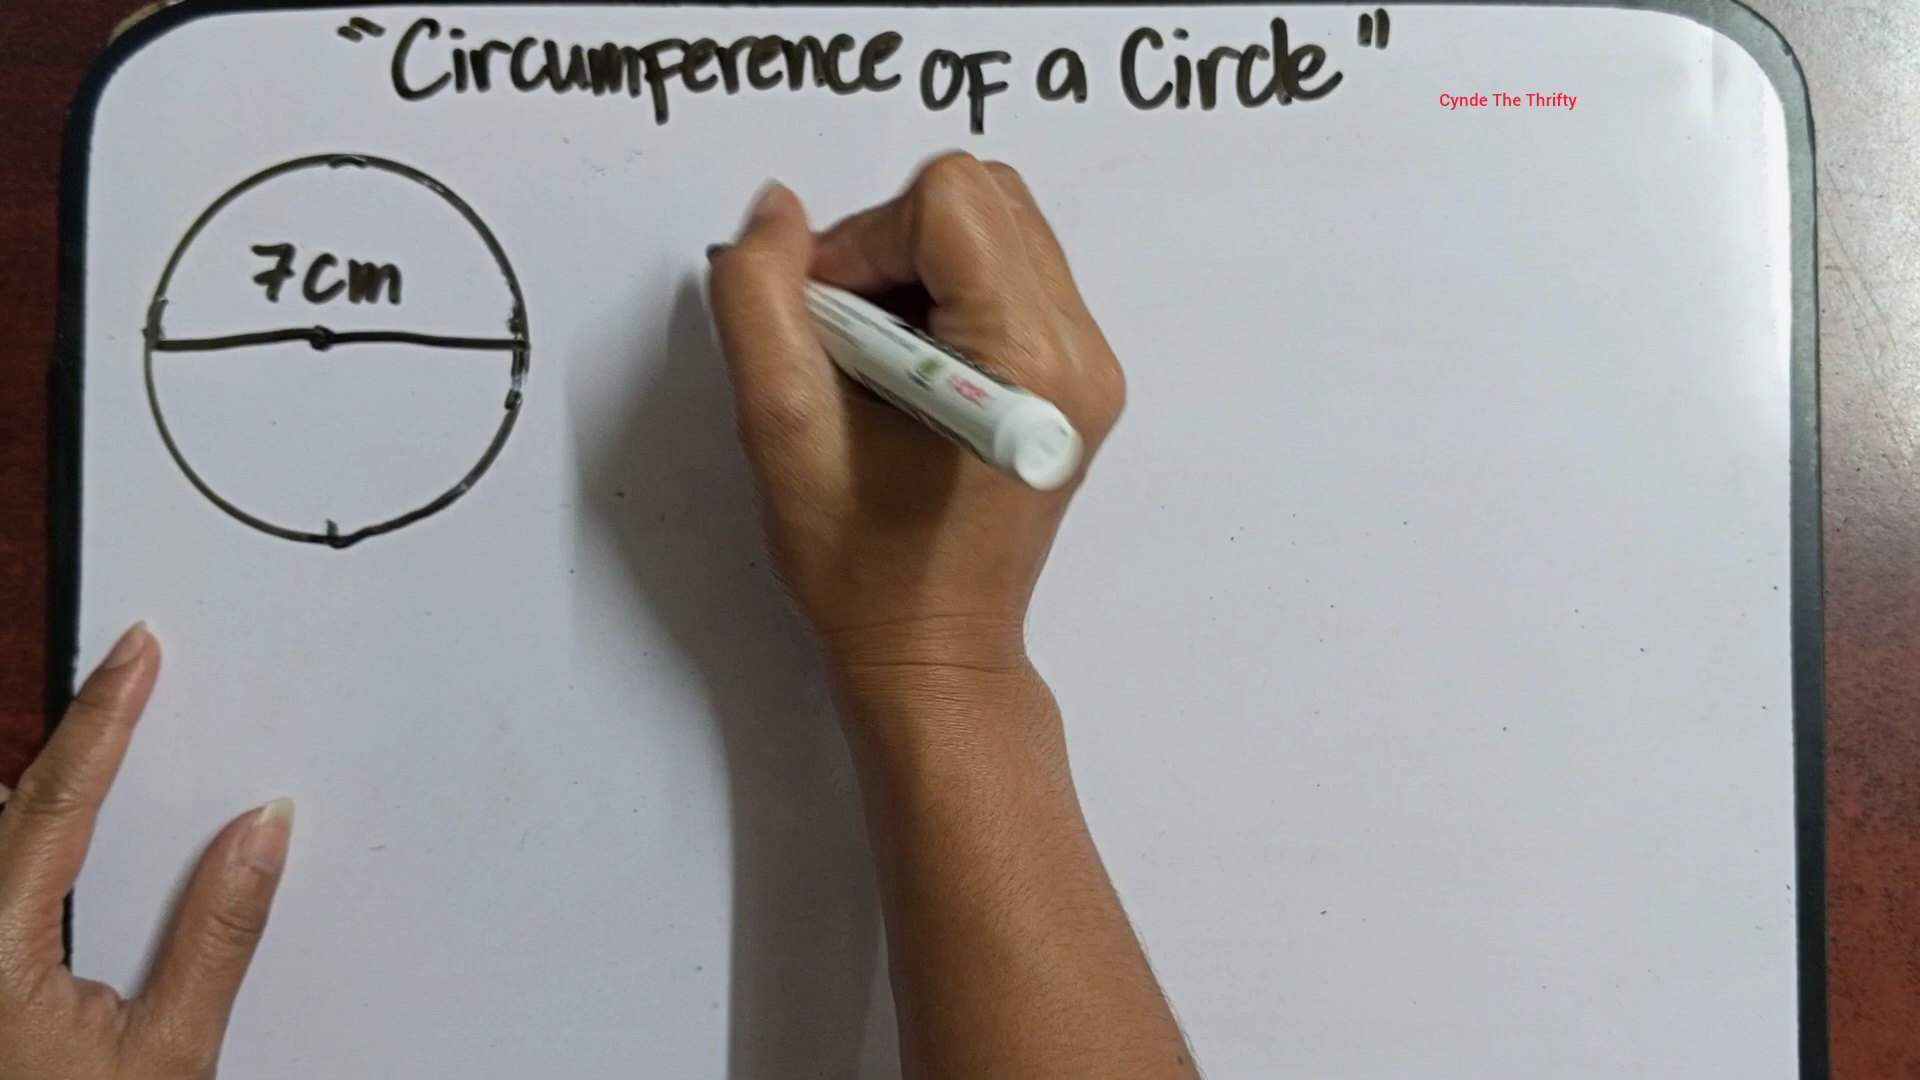 "Circumference of a Circle"
Cynde The Thrifty
7cm